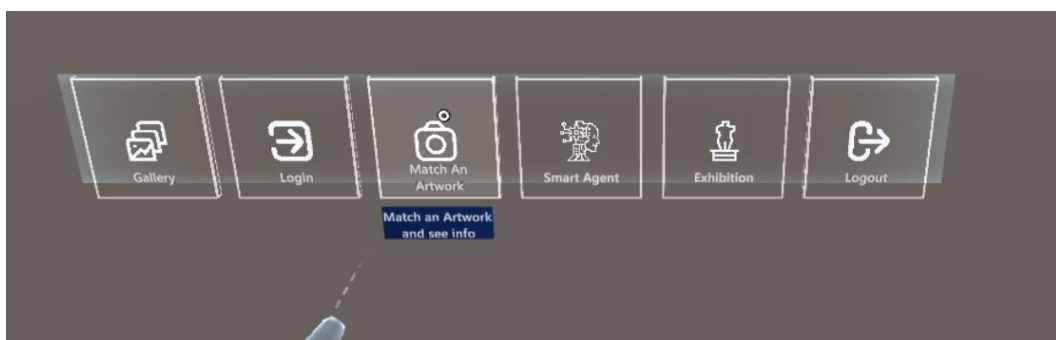 Gallery
Login
Match An
Artwork
Smart Agent
Exhibition
Logout
Match an Artwork
and see info